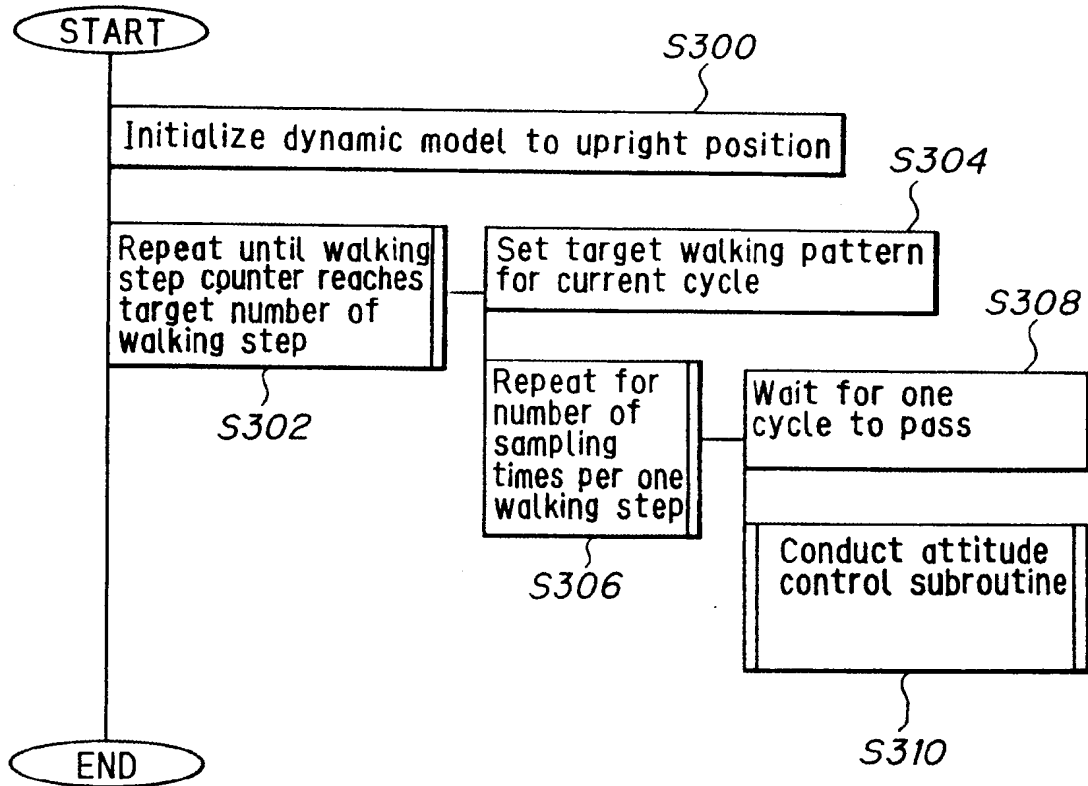 START
S300
Initialize dynamic model to upright position
S304
Repeat until walking
step counter reaches
target number of
walking step
S302
Set target walking pattern
for current cycle
S308
Repeat for
number of
sampling
times per one
walking step
S306
Wait for one
cycle to pass
Conduct attitude
control subroutine
S310
END